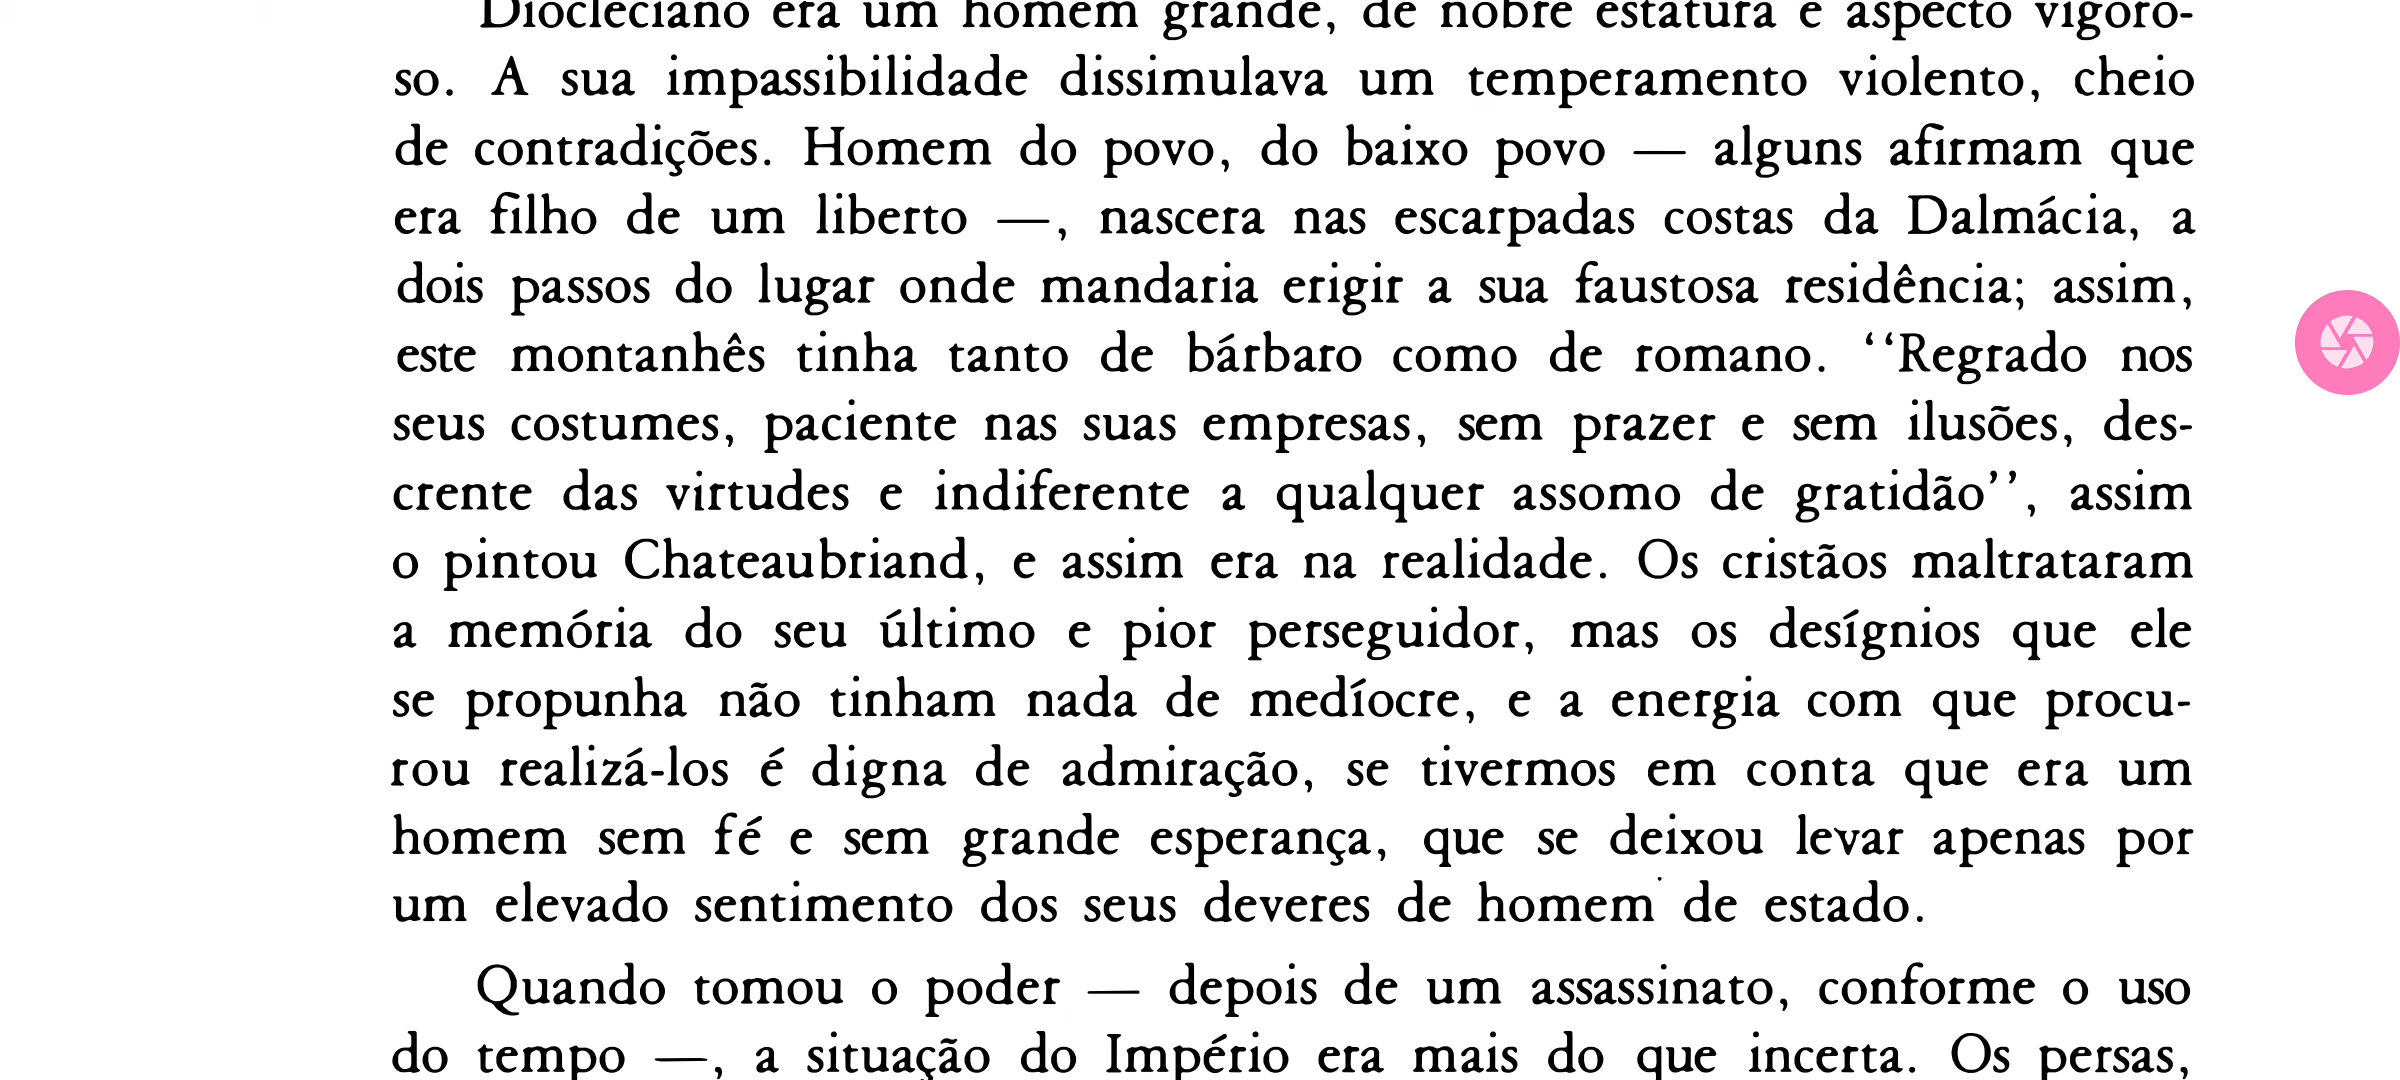 Diocleciano era um homem grande, de nobre estatura e aspecto vigoro-
so. A sua impassibilidade dissimulava um temperamento violento, cheio
de contradições. Homem do povo, do baixo povo — alguns afirmam que
era filho de um liberto —, nascera nas escarpadas costas da Dalmácia, a
dois passos do lugar onde mandaria erigir a sua faustosa residência; assim,
este montanhês tinha tanto de bárbaro como de romano. ‘‘Regrado nos
seus costumes, paciente nas suas empresas, sem prazer e sem ilusões, des-
crente das virtudes e indiferente a qualquer assomo de gratidão’’, assim
o pintou Chateaubriand, e assim era na realidade. Os cristãos maltrataram
a memória do seu último e pior perseguidor, mas os desígnios que ele
se propunha não tinham nada de medíocre, e a energia com que procu-
rou realizá-los é digna de admiração, se tivermos em conta que era um
homem sem fé e sem grande esperança, que se deixou levar apenas por
um elevado sentimento dos seus deveres de homem de estado.
Quando tomou o poder — depois de um assassinato, conforme o uso
do tempo —, a situação do Império era mais do que incerta. Os persas,